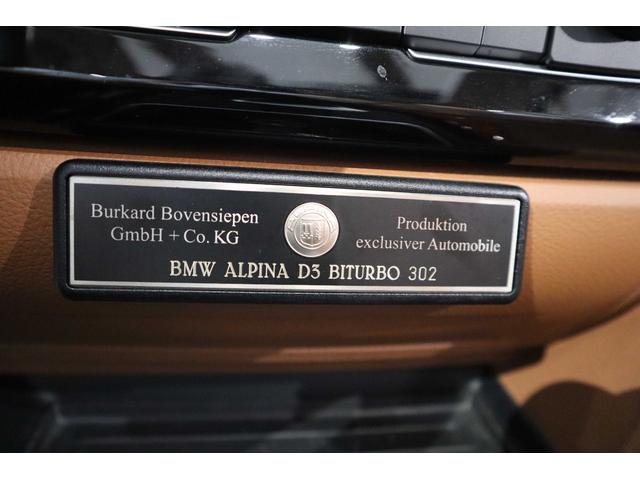 Burkard Bovensiepen
GmbH + Co. KG
Produktion
exclusiver Automobile
BMW ALPINA D3 BITURBO 302